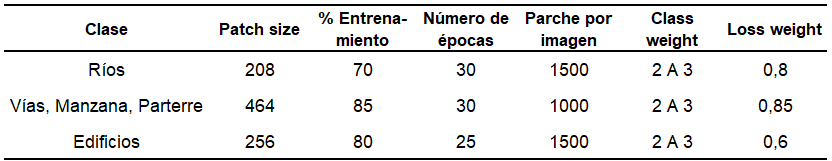 Clase Patch size % Entrena-miento Número de épocas Parche por imagen Class weight Loss weight
Ríos 208 70 30 1500 2 A 3 0,8
Vías, Manzana, Parterre 464 85 30 1000 2 A 3 0,85
Edificios 256 80 25 1500 2 A 3 0,6